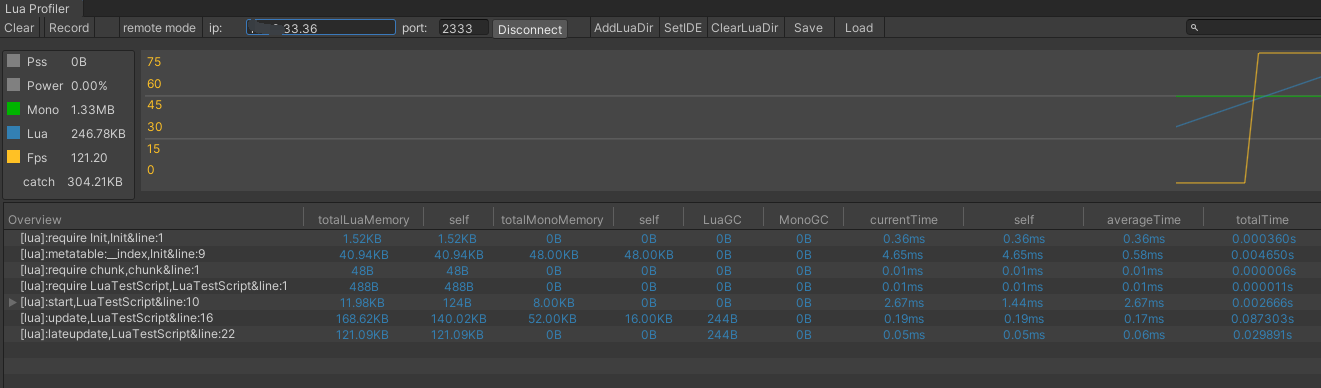 Lua Profiler
Clear Record remote mode ip: 33.36 port: 2333 Disconnect AddLuaDir SetIDE ClearLuaDir Save Load
Pss 0B
Power 0.00%
Mono 1.33MB
Lua 246.78KB
Fps 121.20
catch 304.21KB
75
60
45
30
15
0
Overview totalLuaMemory self totalMonoMemory self LuaGC MonoGC currentTime self averageTime totalTime
[lua]:require Init,Init&line:1 1.52KB 1.52KB 0B 0B 0B 0B 0.36ms 0.36ms 0.36ms 0.000360s
[lua]:metatable:__index,Init&line:9 40.94KB 40.94KB 48.00KB 48.00KB 0B 0B 4.65ms 4.65ms 0.58ms 0.004650s
[lua]:require chunk,chunk&line:1 48B 48B 0B 0B 0B 0B 0.01ms 0.01ms 0.01ms 0.000006s
[lua]:require LuaTestScript,LuaTestScript&line:1 488B 488B 0B 0B 0B 0B 0.01ms 0.01ms 0.01ms 0.000011s
[lua]:start,LuaTestScript&line:10 11.98KB 124B 8.00KB 0B 0B 0B 2.67ms 1.44ms 2.67ms 0.002666s
[lua]:update,LuaTestScript&line:16 168.62KB 140.02KB 52.00KB 16.00KB 244B 0B 0.19ms 0.19ms 0.17ms 0.087303s
[lua]:lateupdate,LuaTestScript&line:22 121.09KB 121.09KB 0B 0B 244B 0B 0.05ms 0.05ms 0.06ms 0.029891s